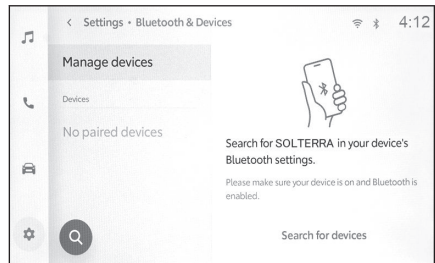 < Settings • Bluetooth & Devices
4:12
Manage devices
Devices
No paired devices
Search for SOLTERRA in your device's
Bluetooth settings.
Please make sure your device is on and Bluetooth is
enabled.
Search for devices